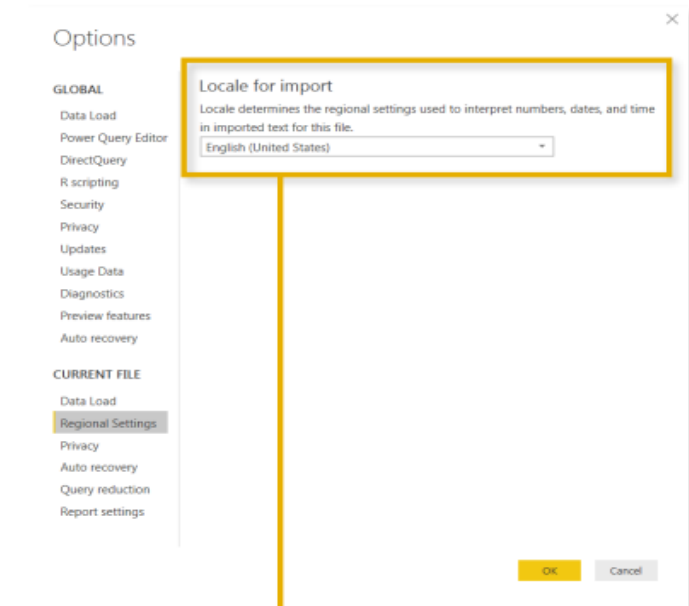 Options
GLOBAL
Data Load
Power Query Editor
DirectQuery
R scripting
Security
Privacy
Updates
Usage Data
Diagnostics
Preview features
Auto recovery
CURRENT FILE
Data Load
Regional Settings
Privacy
Auto recovery
Query reduction
Report settings
Locale for import
Locale determines the regional settings used to interpret numbers, dates, and time
in imported text for this file.
English (United States)
OK
Cancel